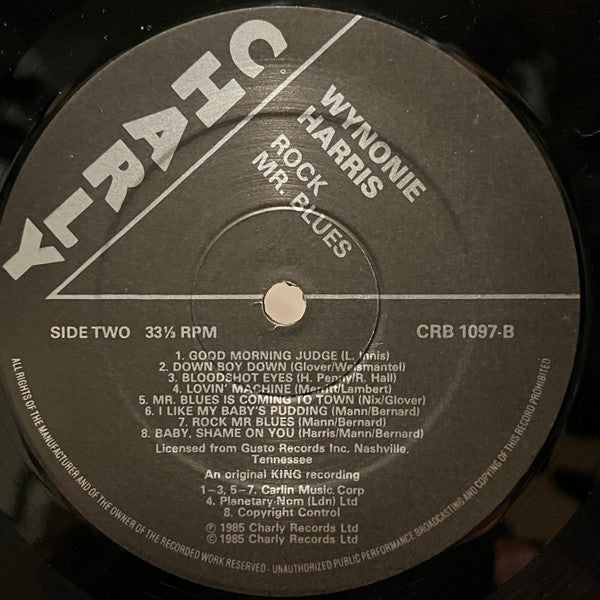 CHARLY
WYNONIE
HARRIS
ROCK
MR. BLUES
SIDE TWO 33⅓ RPM
CRB 1097-B
1. GOOD MORNING JUDGE (L. Innis)
2. DOWN BOY DOWN (Glover/Weismantel)
3. BLOODSHOT EYES (H. Penny/R. Hall)
4. LOVIN' MACHINE (Merritt/Lambert)
5. MR. BLUES IS COMING TO TOWN (Nix/Glover)
6. I LIKE MY BABY'S PUDDING (Mann/Bernard)
7. ROCK MR BLUES (Mann/Bernard)
8. BABY, SHAME ON YOU (Harris/Mann/Bernard)
Licensed from Gusto Records Inc, Nashville,
Tennessee
An original KING recording
1–3, 5–7. Carlin Music Corp
4. Planetary Nom (Ldn) Ltd
8. Copyright Control
℗ 1985 Charly Records Ltd
© 1985 Charly Records Ltd
ALL RIGHTS OF THE MANUFACTURER AND OF THE OWNER OF THE RECORDED WORK RESERVED - UNAUTHORIZED PUBLIC PERFORMANCE BROADCASTING AND COPYING OF THIS RECORD PROHIBITED